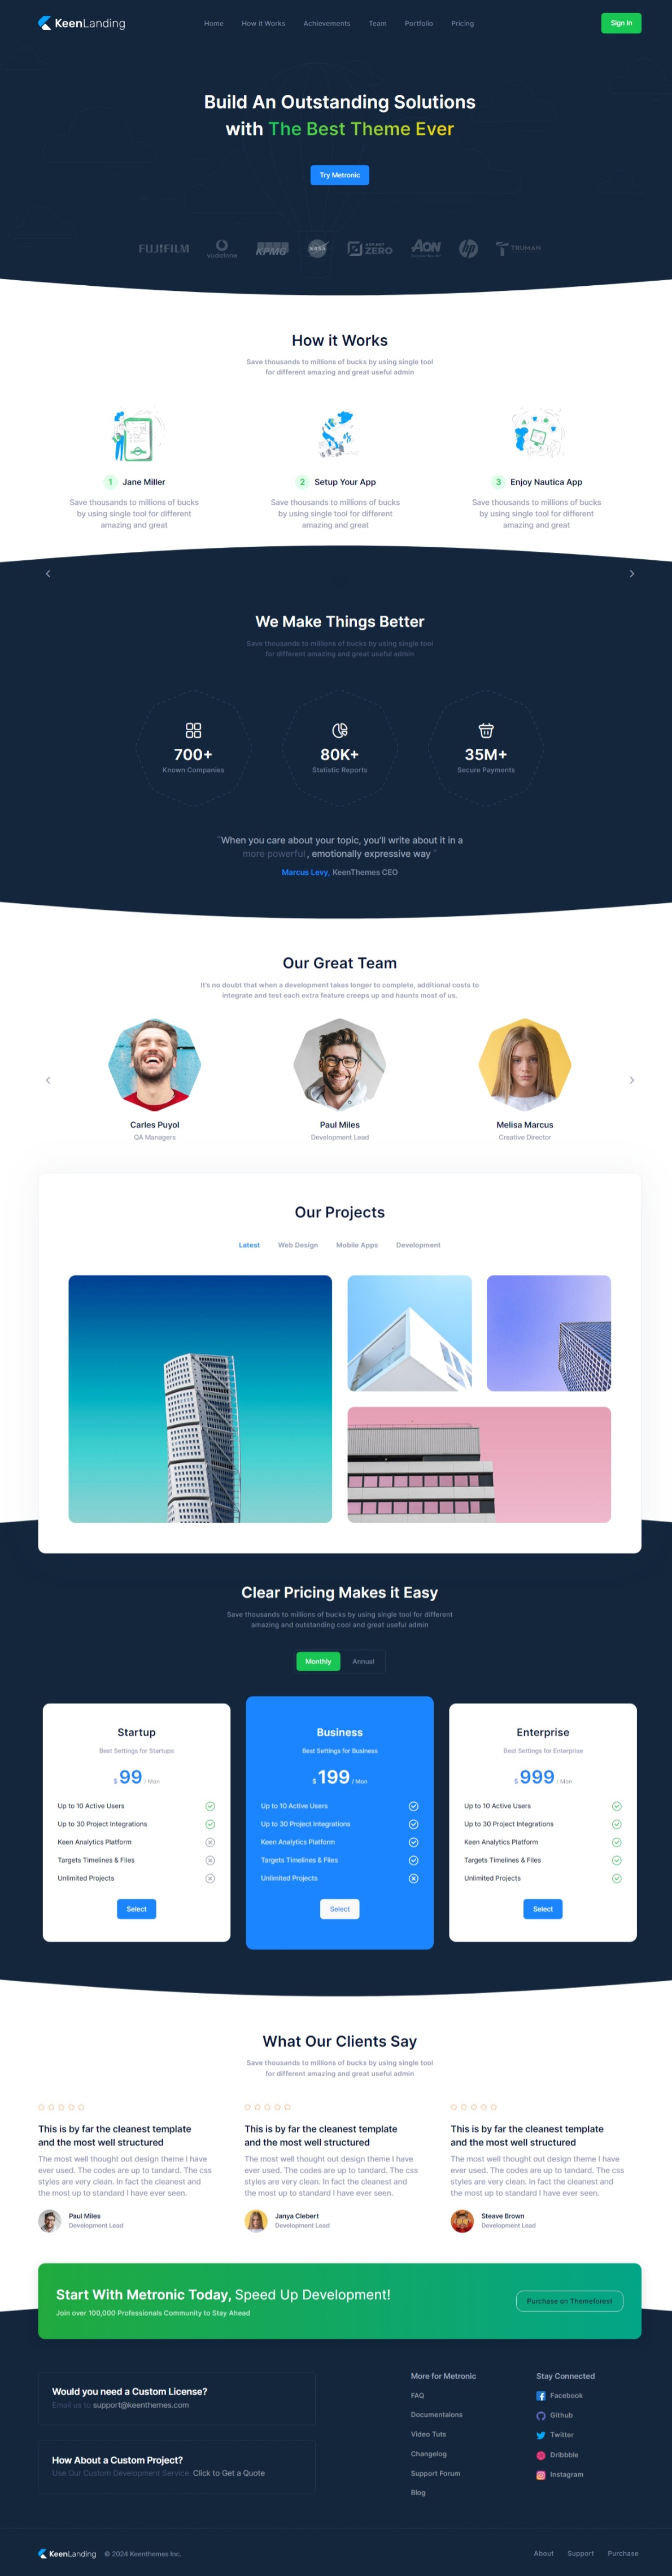 KeenLanding
Home How it Works Achievements Team Portfolio Pricing
Sign In
Build An Outstanding Solutions
with The Best Theme Ever
Try Metronic
FUJIFILM vodafone KPMG NASA ASP.NET ZERO AON hp TRUMAN
How it Works
Save thousands to millions of bucks by using single tool
for different amazing and great useful admin
1 Jane Miller
Save thousands to millions of bucks
by using single tool for different
amazing and great
2 Setup Your App
Save thousands to millions of bucks
by using single tool for different
amazing and great
3 Enjoy Nautica App
Save thousands to millions of bucks
by using single tool for different
amazing and great
We Make Things Better
Save thousands to millions of bucks by using single tool
for different amazing and great useful admin
700+
Known Companies
80K+
Statistic Reports
35M+
Secure Payments
"When you care about your topic, you'll write about it in a
more powerful , emotionally expressive way "
Marcus Levy, KeenThemes CEO
Our Great Team
It's no doubt that when a development takes longer to complete, additional costs to
integrate and test each extra feature creeps up and haunts most of us.
Carles Puyol
QA Managers
Paul Miles
Development Lead
Melisa Marcus
Creative Director
Our Projects
Latest Web Design Mobile Apps Development
Clear Pricing Makes it Easy
Save thousands to millions of bucks by using single tool for different
amazing and outstanding cool and great useful admin
Monthly Annual
Startup
Best Settings for Startups
$ 99 / Mon
Up to 10 Active Users
Up to 30 Project Integrations
Keen Analytics Platform
Targets Timelines & Files
Unlimited Projects
Select
Business
Best Settings for Business
$ 199 / Mon
Up to 10 Active Users
Up to 30 Project Integrations
Keen Analytics Platform
Targets Timelines & Files
Unlimited Projects
Select
Enterprise
Best Settings for Enterprise
$ 999 / Mon
Up to 10 Active Users
Up to 30 Project Integrations
Keen Analytics Platform
Targets Timelines & Files
Unlimited Projects
Select
What Our Clients Say
Save thousands to millions of bucks by using single tool
for different amazing and great useful admin
This is by far the cleanest template
and the most well structured
The most well thought out design theme I have
ever used. The codes are up to tandard. The css
styles are very clean. In fact the cleanest and
the most up to standard I have ever seen.
Paul Miles
Development Lead
This is by far the cleanest template
and the most well structured
The most well thought out design theme I have
ever used. The codes are up to tandard. The css
styles are very clean. In fact the cleanest and
the most up to standard I have ever seen.
Janya Clebert
Development Lead
This is by far the cleanest template
and the most well structured
The most well thought out design theme I have
ever used. The codes are up to tandard. The css
styles are very clean. In fact the cleanest and
the most up to standard I have ever seen.
Steave Brown
Development Lead
Start With Metronic Today, Speed Up Development!
Join over 100,000 Professionals Community to Stay Ahead
Purchase on Themeforest
Would you need a Custom License?
Email us to support@keenthemes.com
How About a Custom Project?
Use Our Custom Development Service. Click to Get a Quote
More for Metronic
FAQ
Documentaions
Video Tuts
Changelog
Support Forum
Blog
Stay Connected
Facebook
Github
Twitter
Dribbble
Instagram
KeenLanding © 2024 Keenthemes Inc.
About Support Purchase